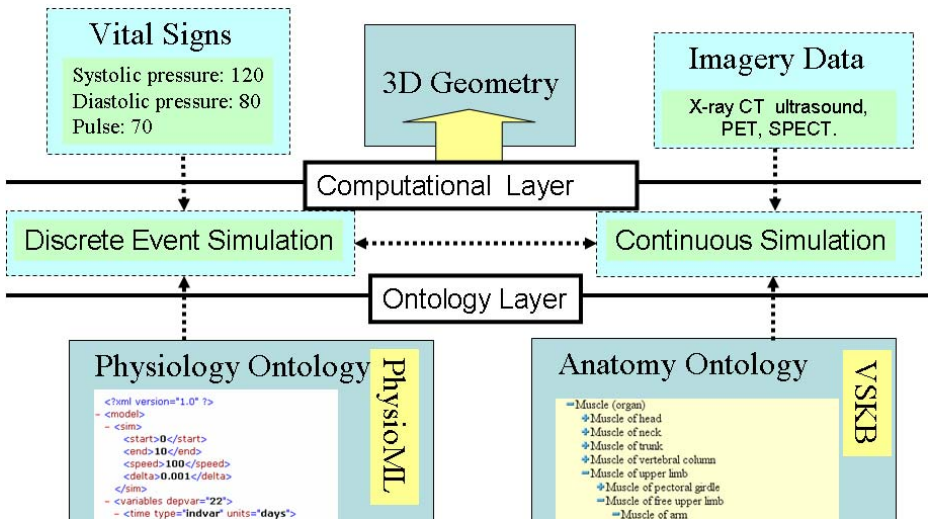 Vital Signs
Systolic pressure: 120
Diastolic pressure: 80
Pulse: 70
3D Geometry
Imagery Data
X-ray CT ultrasound,
PET, SPECT.
Computational Layer
Discrete Event Simulation
Continuous Simulation
Ontology Layer
Physiology Ontology
PhysioML
<?xml version="1.0" ?>
- <model>
- <sim>
<start>0</start>
<end>10</end>
<speed>100</speed>
<delta>0.001</delta>
</sim>
- <variables depvar="22">
- <time type="indvar" units="days">
Anatomy Ontology
VSKB
Muscle (organ)
Muscle of head
Muscle of neck
Muscle of trunk
Muscle of vertebral column
Muscle of upper limb
Muscle of pectoral girdle
Muscle of free upper limb
Muscle of arm